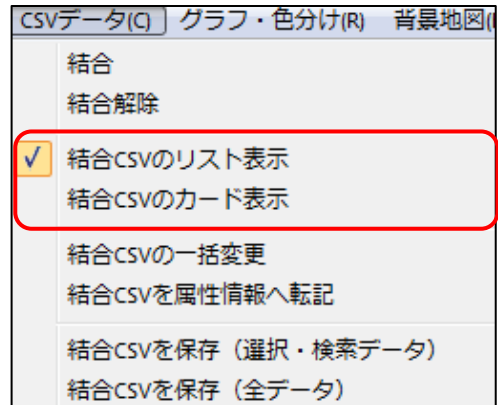 CSVデータ(C) グラフ・色分け(R) 背景地図(
結合
結合解除
結合CSVのリスト表示
結合CSVのカード表示
結合CSVの一括変更
結合CSVを属性情報へ転記
結合CSVを保存（選択・検索データ）
結合CSVを保存（全データ）